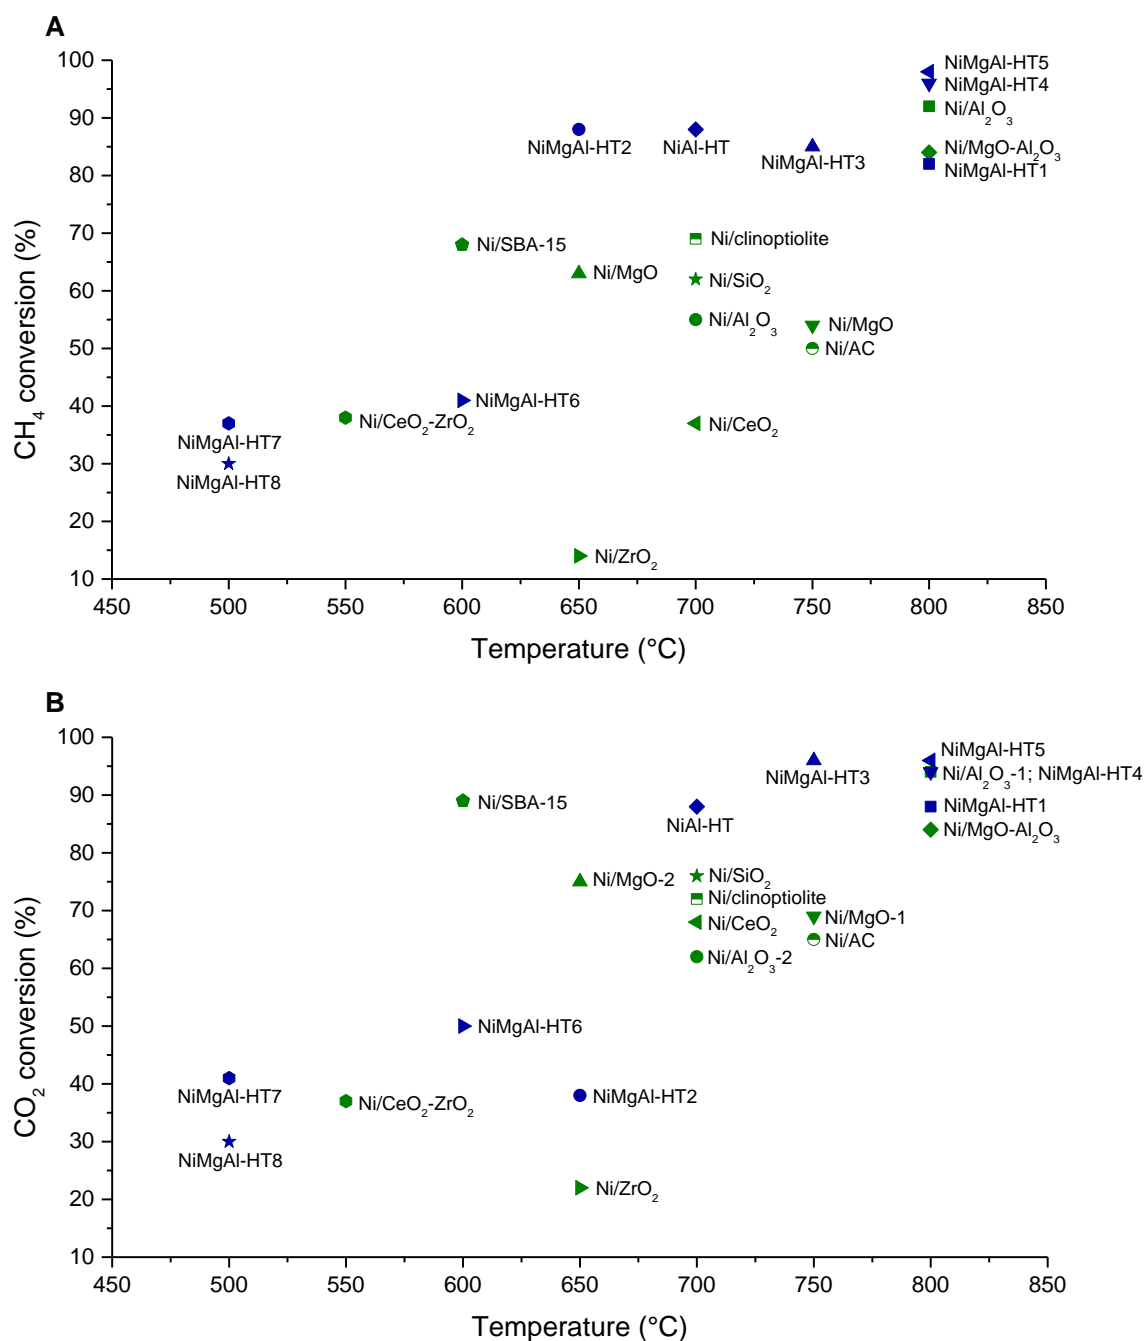 A
100
90
80
70
60
50
40
30
20
10
CH₄ conversion (%)
NiMgAl-HT5
NiMgAl-HT4
Ni/Al₂O₃
Ni/MgO-Al₂O₃
NiMgAl-HT1
NiMgAl-HT2
NiAl-HT
NiMgAl-HT3
Ni/SBA-15
Ni/clinoptiolite
Ni/MgO
Ni/SiO₂
Ni/Al₂O₃
Ni/MgO
Ni/AC
NiMgAl-HT6
Ni/CeO₂-ZrO₂
Ni/CeO₂
NiMgAl-HT7
NiMgAl-HT8
Ni/ZrO₂
450 500 550 600 650 700 750 800 850
Temperature (°C)
B
100
90
80
70
60
50
40
30
20
10
CO₂ conversion (%)
NiMgAl-HT5
Ni/Al₂O₃-1; NiMgAl-HT4
NiMgAl-HT3
NiMgAl-HT1
Ni/MgO-Al₂O₃
Ni/SBA-15
NiAl-HT
Ni/MgO-2
Ni/SiO₂
Ni/clinoptiolite
Ni/MgO-1
Ni/CeO₂
Ni/AC
Ni/Al₂O₃-2
NiMgAl-HT6
NiMgAl-HT7
Ni/CeO₂-ZrO₂
NiMgAl-HT2
NiMgAl-HT8
Ni/ZrO₂
450 500 550 600 650 700 750 800 850
Temperature (°C)